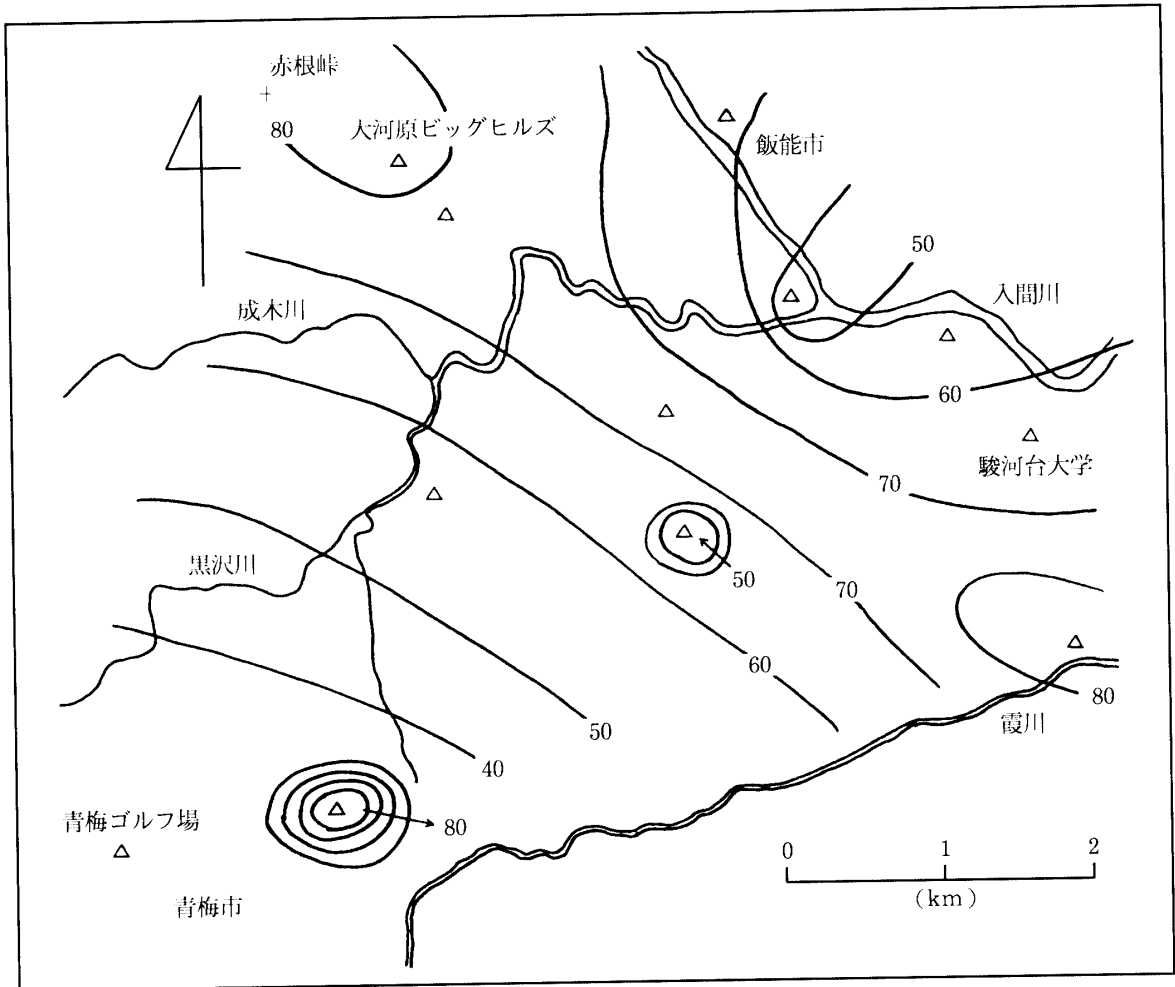 赤根峠
80
大河原ビッグヒルズ
飯能市
50
成木川
入間川
60
駿河台大学
70
黒沢川
50
70
60
80
霞川
50
40
青梅ゴルフ場
80
0 1 2
(km)
青梅市